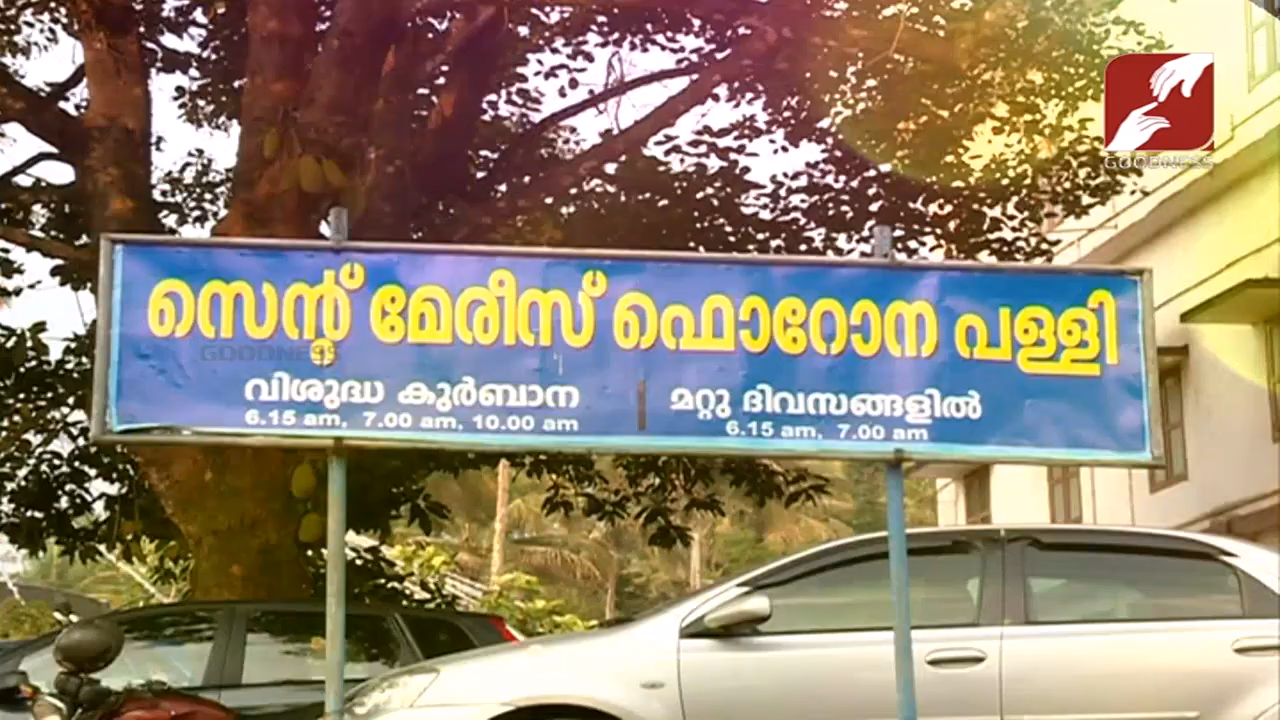 GOODNESS
സെന്റ് മേരീസ് ഫൊറോന പള്ളി
GOODNESS
വിശുദ്ധ കുർബാന
6.15 am, 7.00 am, 10.00 am
മറ്റു ദിവസങ്ങളിൽ
6.15 am, 7.00 am